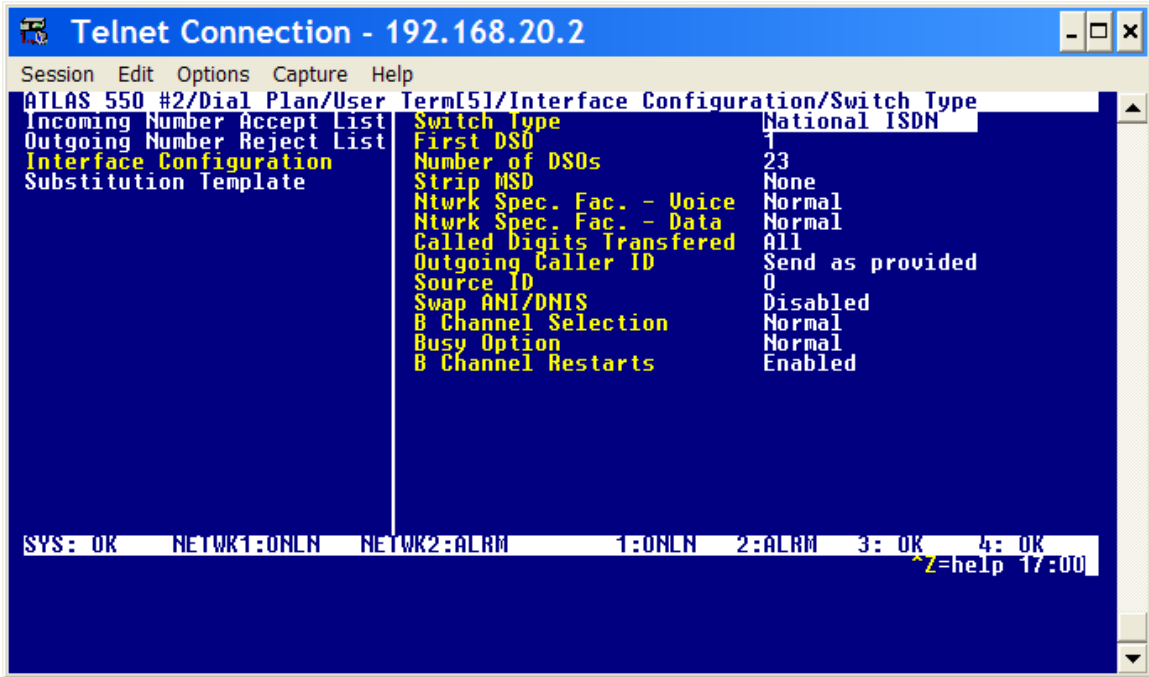 Telnet Connection - 192.168.20.2
Session Edit Options Capture Help
ATLAS 550 #2/Dial Plan/User Term[5]/Interface Configuration/Switch Type
Incoming Number Accept List Switch Type National ISDN
Outgoing Number Reject List First DS0 1
Interface Configuration Number of DS0s 23
Substitution Template Strip MSD None
Ntwrk Spec. Fac. - Voice Normal
Ntwrk Spec. Fac. - Data Normal
Called Digits Transfered All
Outgoing Caller ID Send as provided
Source ID 0
Swap ANI/DNIS Disabled
B Channel Selection Normal
Busy Option Normal
B Channel Restarts Enabled
SYS: OK NETWK1:ONLN NETWK2:ALRM 1:ONLN 2:ALRM 3: OK 4: OK
^Z=help 17:00